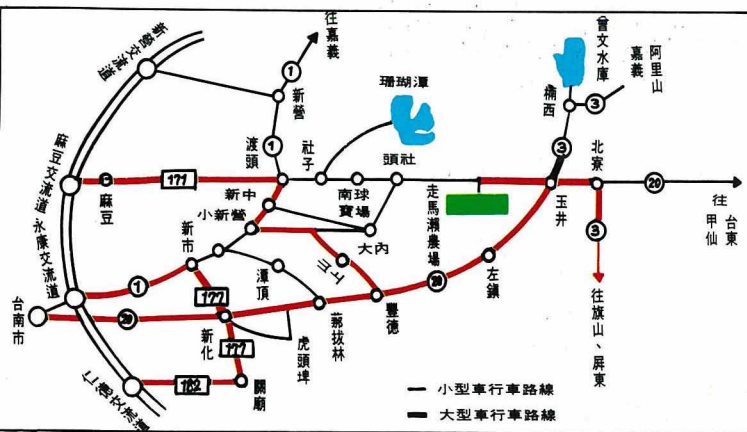 新營交流道
往嘉義
1
新營
珊瑚潭
曾文水庫
阿里山
嘉義
3
楠西
麻豆交流道
渡頭
1
社子
頭社
3
北寮
171
麻豆
新中
南球
寶場
走馬瀨農場
玉井
20
往
台東
甲仙
永康交流道
小新營
新市
大內
3
1
潭頂
左鎮
20
台南市
20
177
新化
177
虎頭埤
那拔林
豐德
往旗山、屏東
182
關廟
仁德交流道
小型車行車路線
大型車行車路線